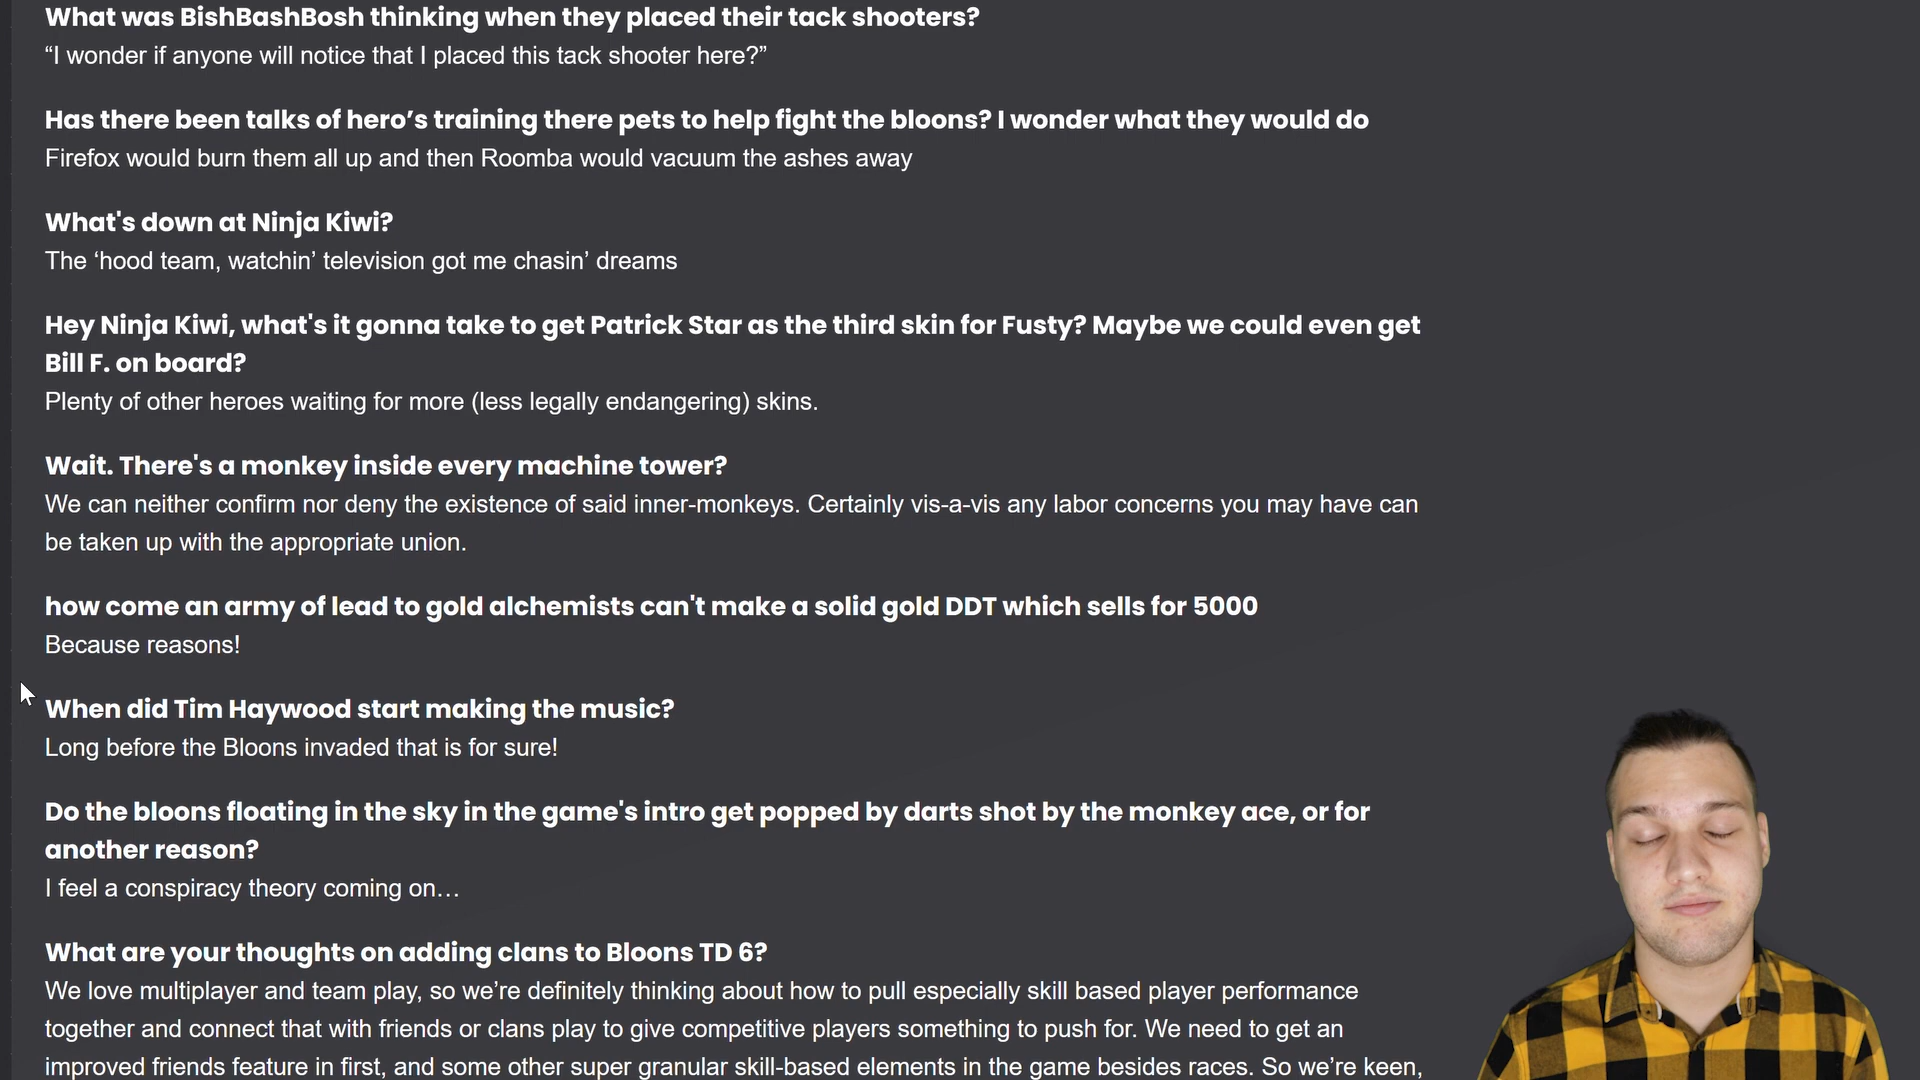 What was BishBashBosh thinking when they placed their tack shooters?
“I wonder if anyone will notice that I placed this tack shooter here?”
Has there been talks of hero’s training there pets to help fight the bloons? I wonder what they would do
Firefox would burn them all up and then Roomba would vacuum the ashes away
What's down at Ninja Kiwi?
The ‘hood team, watchin’ television got me chasin’ dreams
Hey Ninja Kiwi, what's it gonna take to get Patrick Star as the third skin for Fusty? Maybe we could even get
Bill F. on board?
Plenty of other heroes waiting for more (less legally endangering) skins.
Wait. There's a monkey inside every machine tower?
We can neither confirm nor deny the existence of said inner-monkeys. Certainly vis-a-vis any labor concerns you may have can
be taken up with the appropriate union.
how come an army of lead to gold alchemists can't make a solid gold DDT which sells for 5000
Because reasons!
When did Tim Haywood start making the music?
Long before the Bloons invaded that is for sure!
Do the bloons floating in the sky in the game's intro get popped by darts shot by the monkey ace, or for
another reason?
I feel a conspiracy theory coming on…
What are your thoughts on adding clans to Bloons TD 6?
We love multiplayer and team play, so we’re definitely thinking about how to pull especially skill based player performance
together and connect that with friends or clans play to give competitive players something to push for. We need to get an
improved friends feature in first, and some other super granular skill-based elements in the game besides races. So we’re keen,